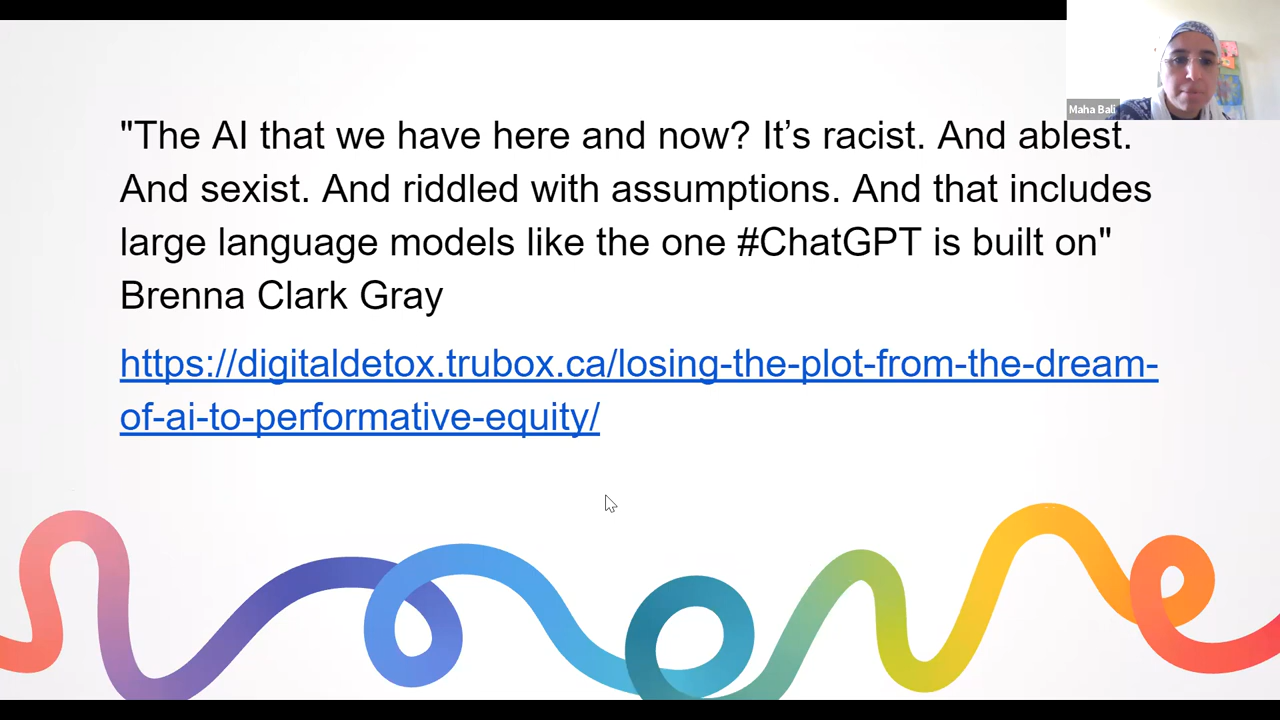 Maha Bali
"The AI that we have here and now? It’s racist. And ablest.
And sexist. And riddled with assumptions. And that includes
large language models like the one #ChatGPT is built on"
Brenna Clark Gray
https://digitaldetox.trubox.ca/losing-the-plot-from-the-dream-
of-ai-to-performative-equity/